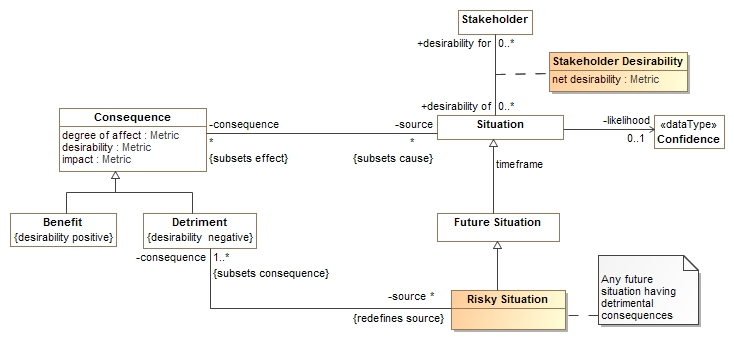 Stakeholder
+desirability for 0..*
Stakeholder Desirability
net desirability : Metric
+desirability of 0..*
Consequence
degree of affect : Metric
desirability : Metric
impact : Metric
-consequence
*
{subsets effect}
-source
*
{subsets cause}
Situation
-likelihood
0..1
«dataType»
Confidence
timeframe
Benefit
{desirability positive}
Detriment
{desirability negative}
Future Situation
-consequence 1..*
{subsets consequence}
-source *
{redefines source}
Risky Situation
Any future
situation having
detrimental
consequences